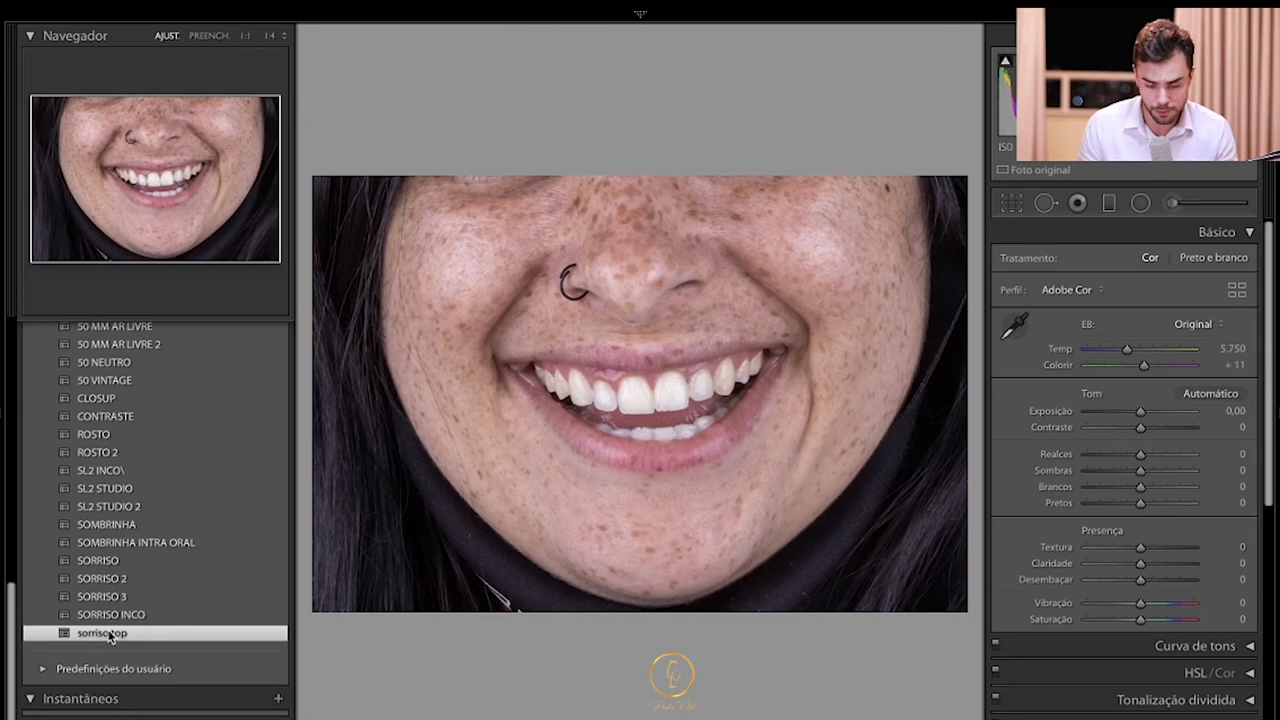 Navegador
AJUST. PREENCH. 1:1 1:4
50 MM AR LIVRE
50 MM AR LIVRE 2
50 NEUTRO
50 VINTAGE
CLOSUP
CONTRASTE
ROSTO
ROSTO 2
SL2 INCO\
SL2 STUDIO
SL2 STUDIO 2
SOMBRINHA
SOMBRINHA INTRA ORAL
SORRISO
SORRISO 2
SORRISO 3
SORRISO INCO
sorriso top
Predefinições do usuário
Instantâneos +
ISO
Foto original
Básico
Tratamento: Cor | Preto e branco
Perfil: Adobe Cor
EB: Original
Temp 5.750
Colorir + 11
Tom Automático
Exposição 0,00
Contraste 0
Realces 0
Sombras 0
Brancos 0
Pretos 0
Presença
Textura 0
Claridade 0
Desembaçar 0
Vibração 0
Saturação 0
Curva de tons
HSL / Cor
Tonalização dividida